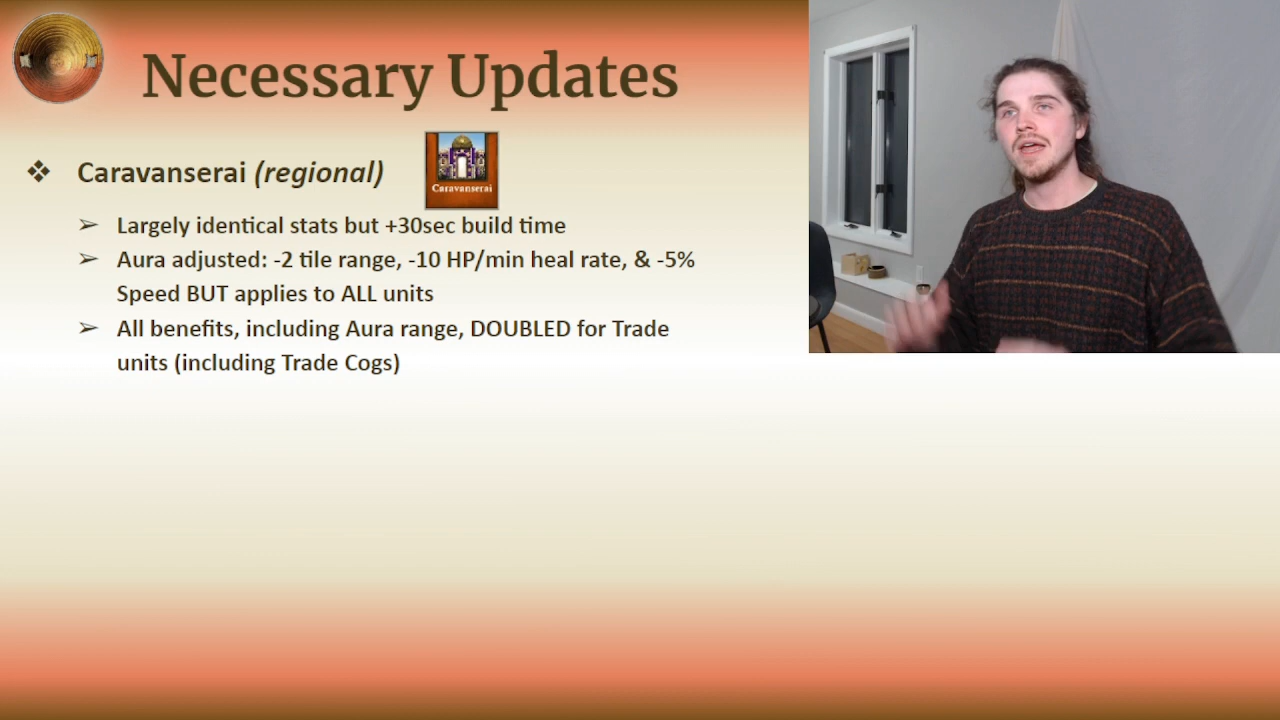 Necessary Updates
❖ Caravanserai (regional)
Caravanserai
➢ Largely identical stats but +30sec build time
➢ Aura adjusted: -2 tile range, -10 HP/min heal rate, & -5%
Speed BUT applies to ALL units
➢ All benefits, including Aura range, DOUBLED for Trade
units (including Trade Cogs)